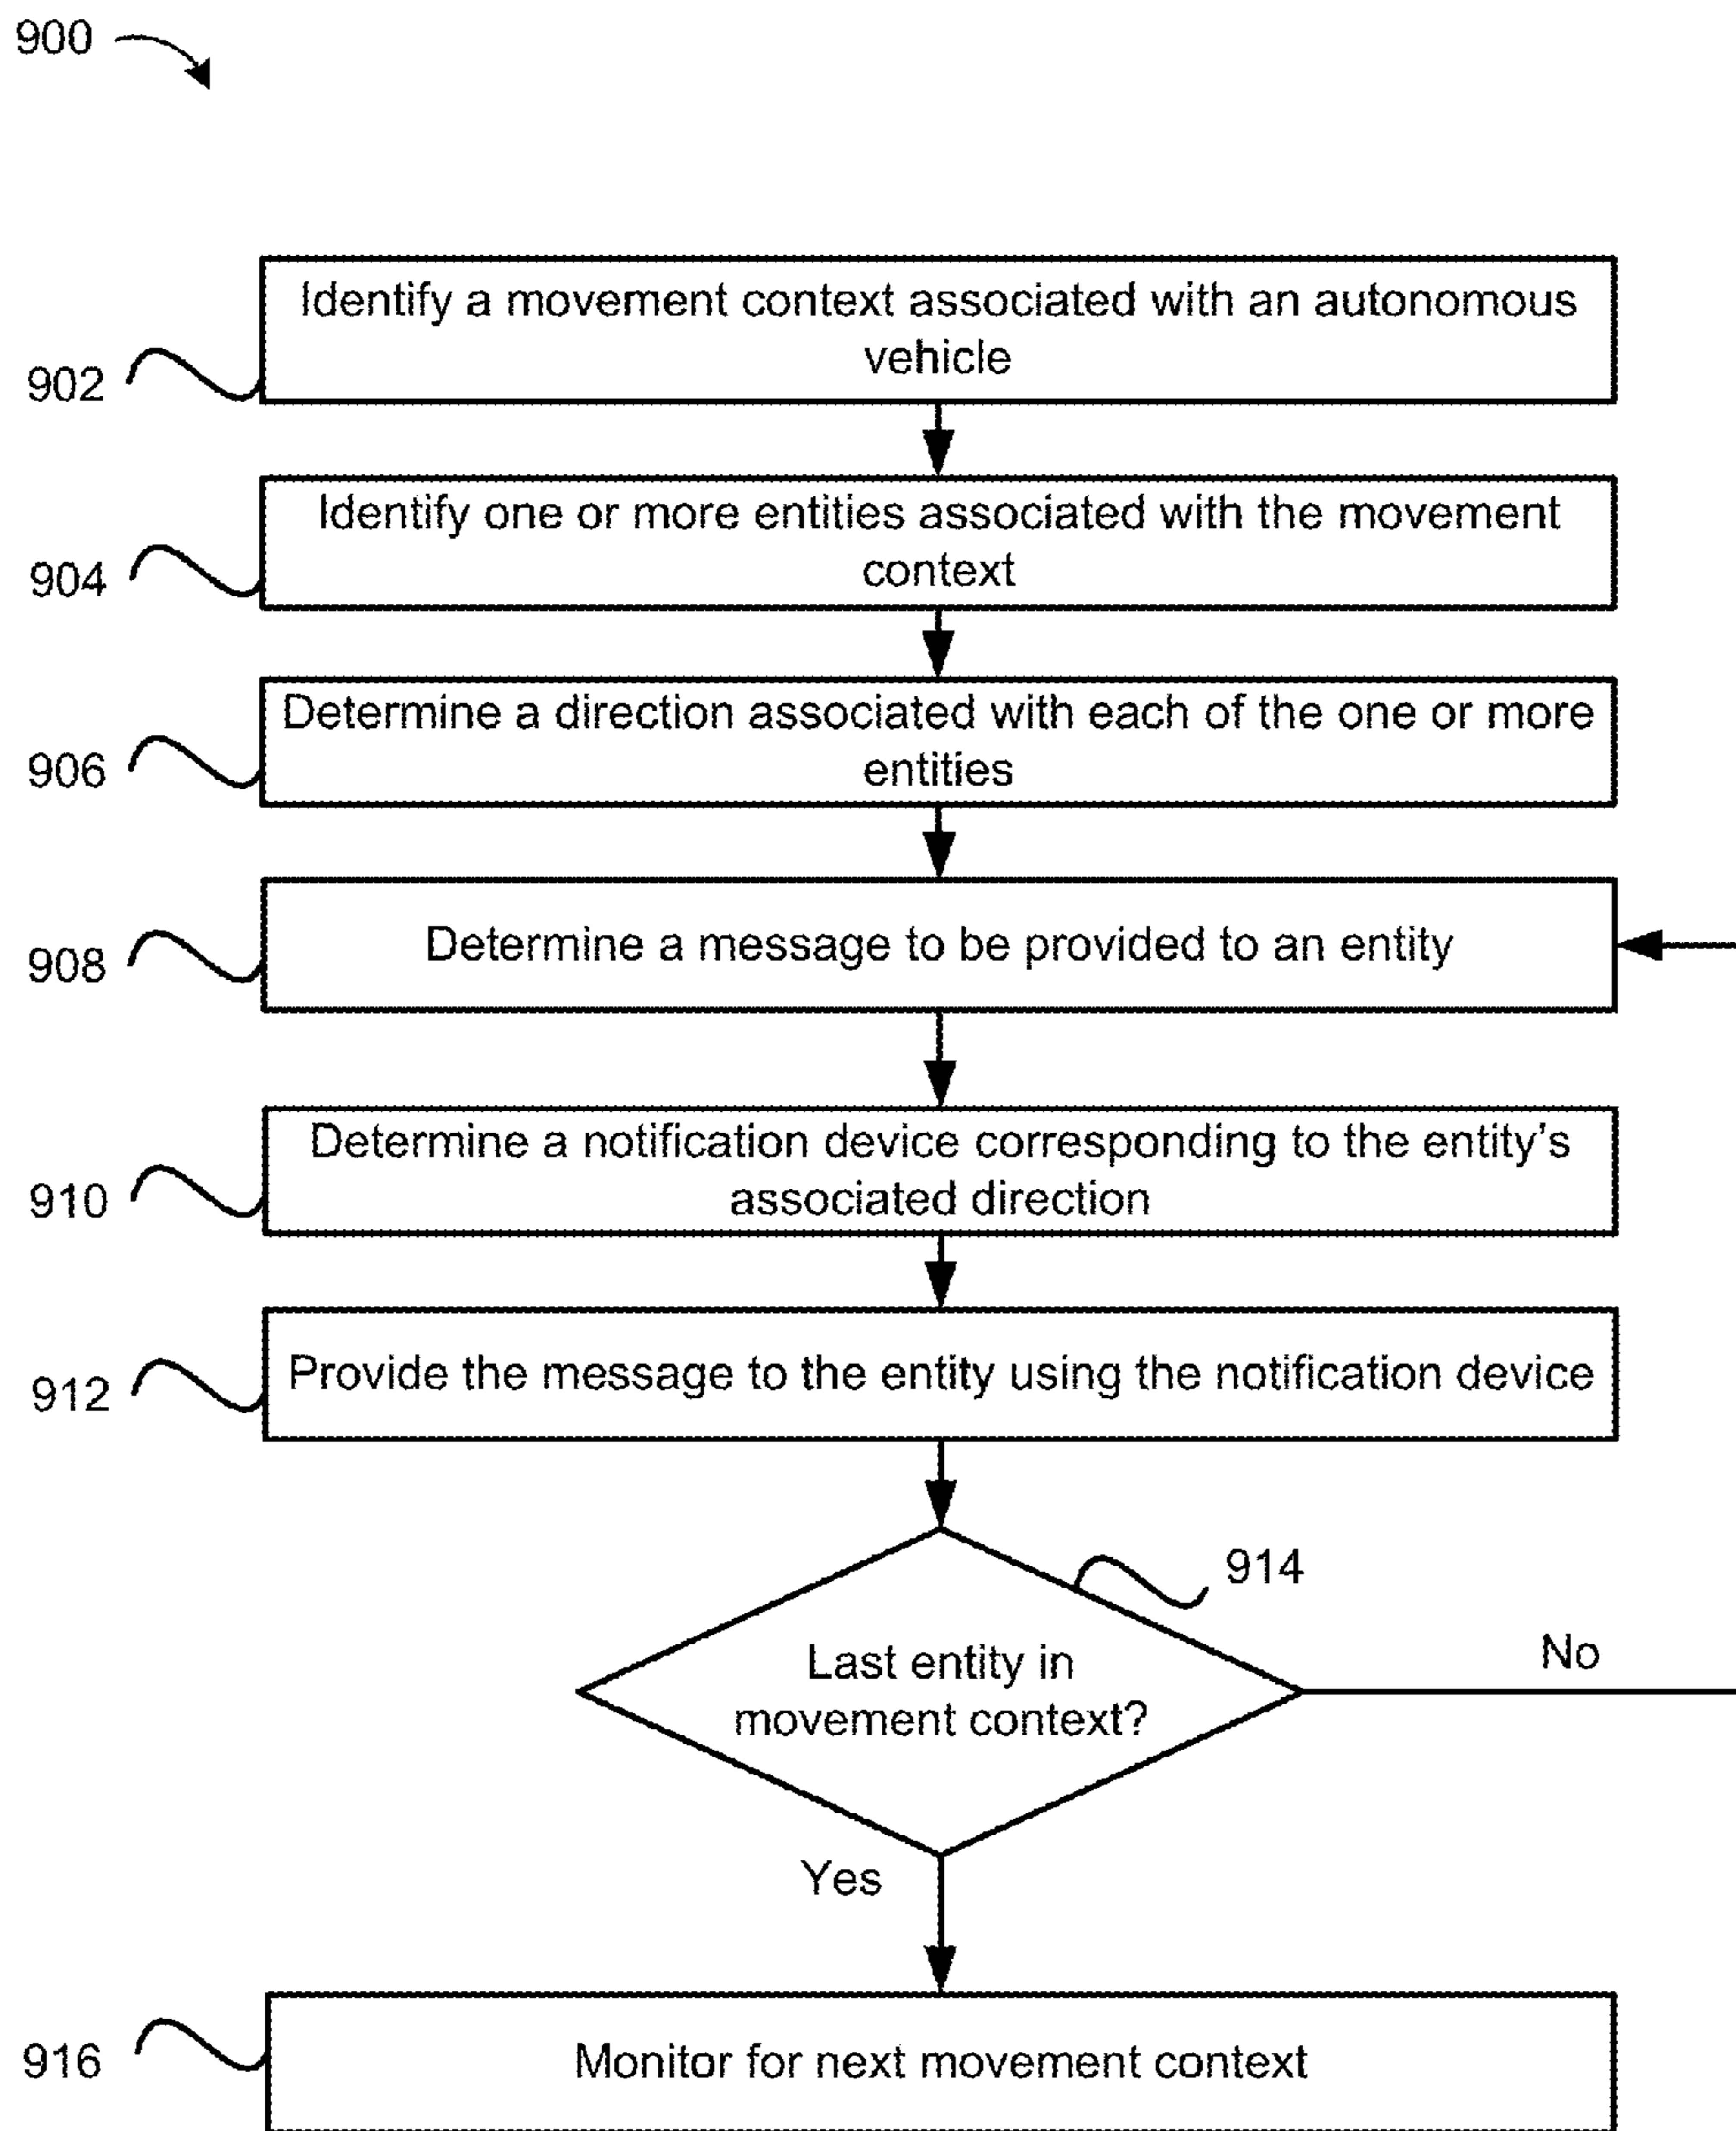 900
Identify a movement context associated with an autonomous
vehicle
902
Identify one or more entities associated with the movement
context
904
Determine a direction associated with each of the one or more
entities
906
Determine a message to be provided to an entity
908
Determine a notification device corresponding to the entity’s
associated direction
910
Provide the message to the entity using the notification device
912
914
Last entity in
movement context?
No
Yes
Monitor for next movement context
916